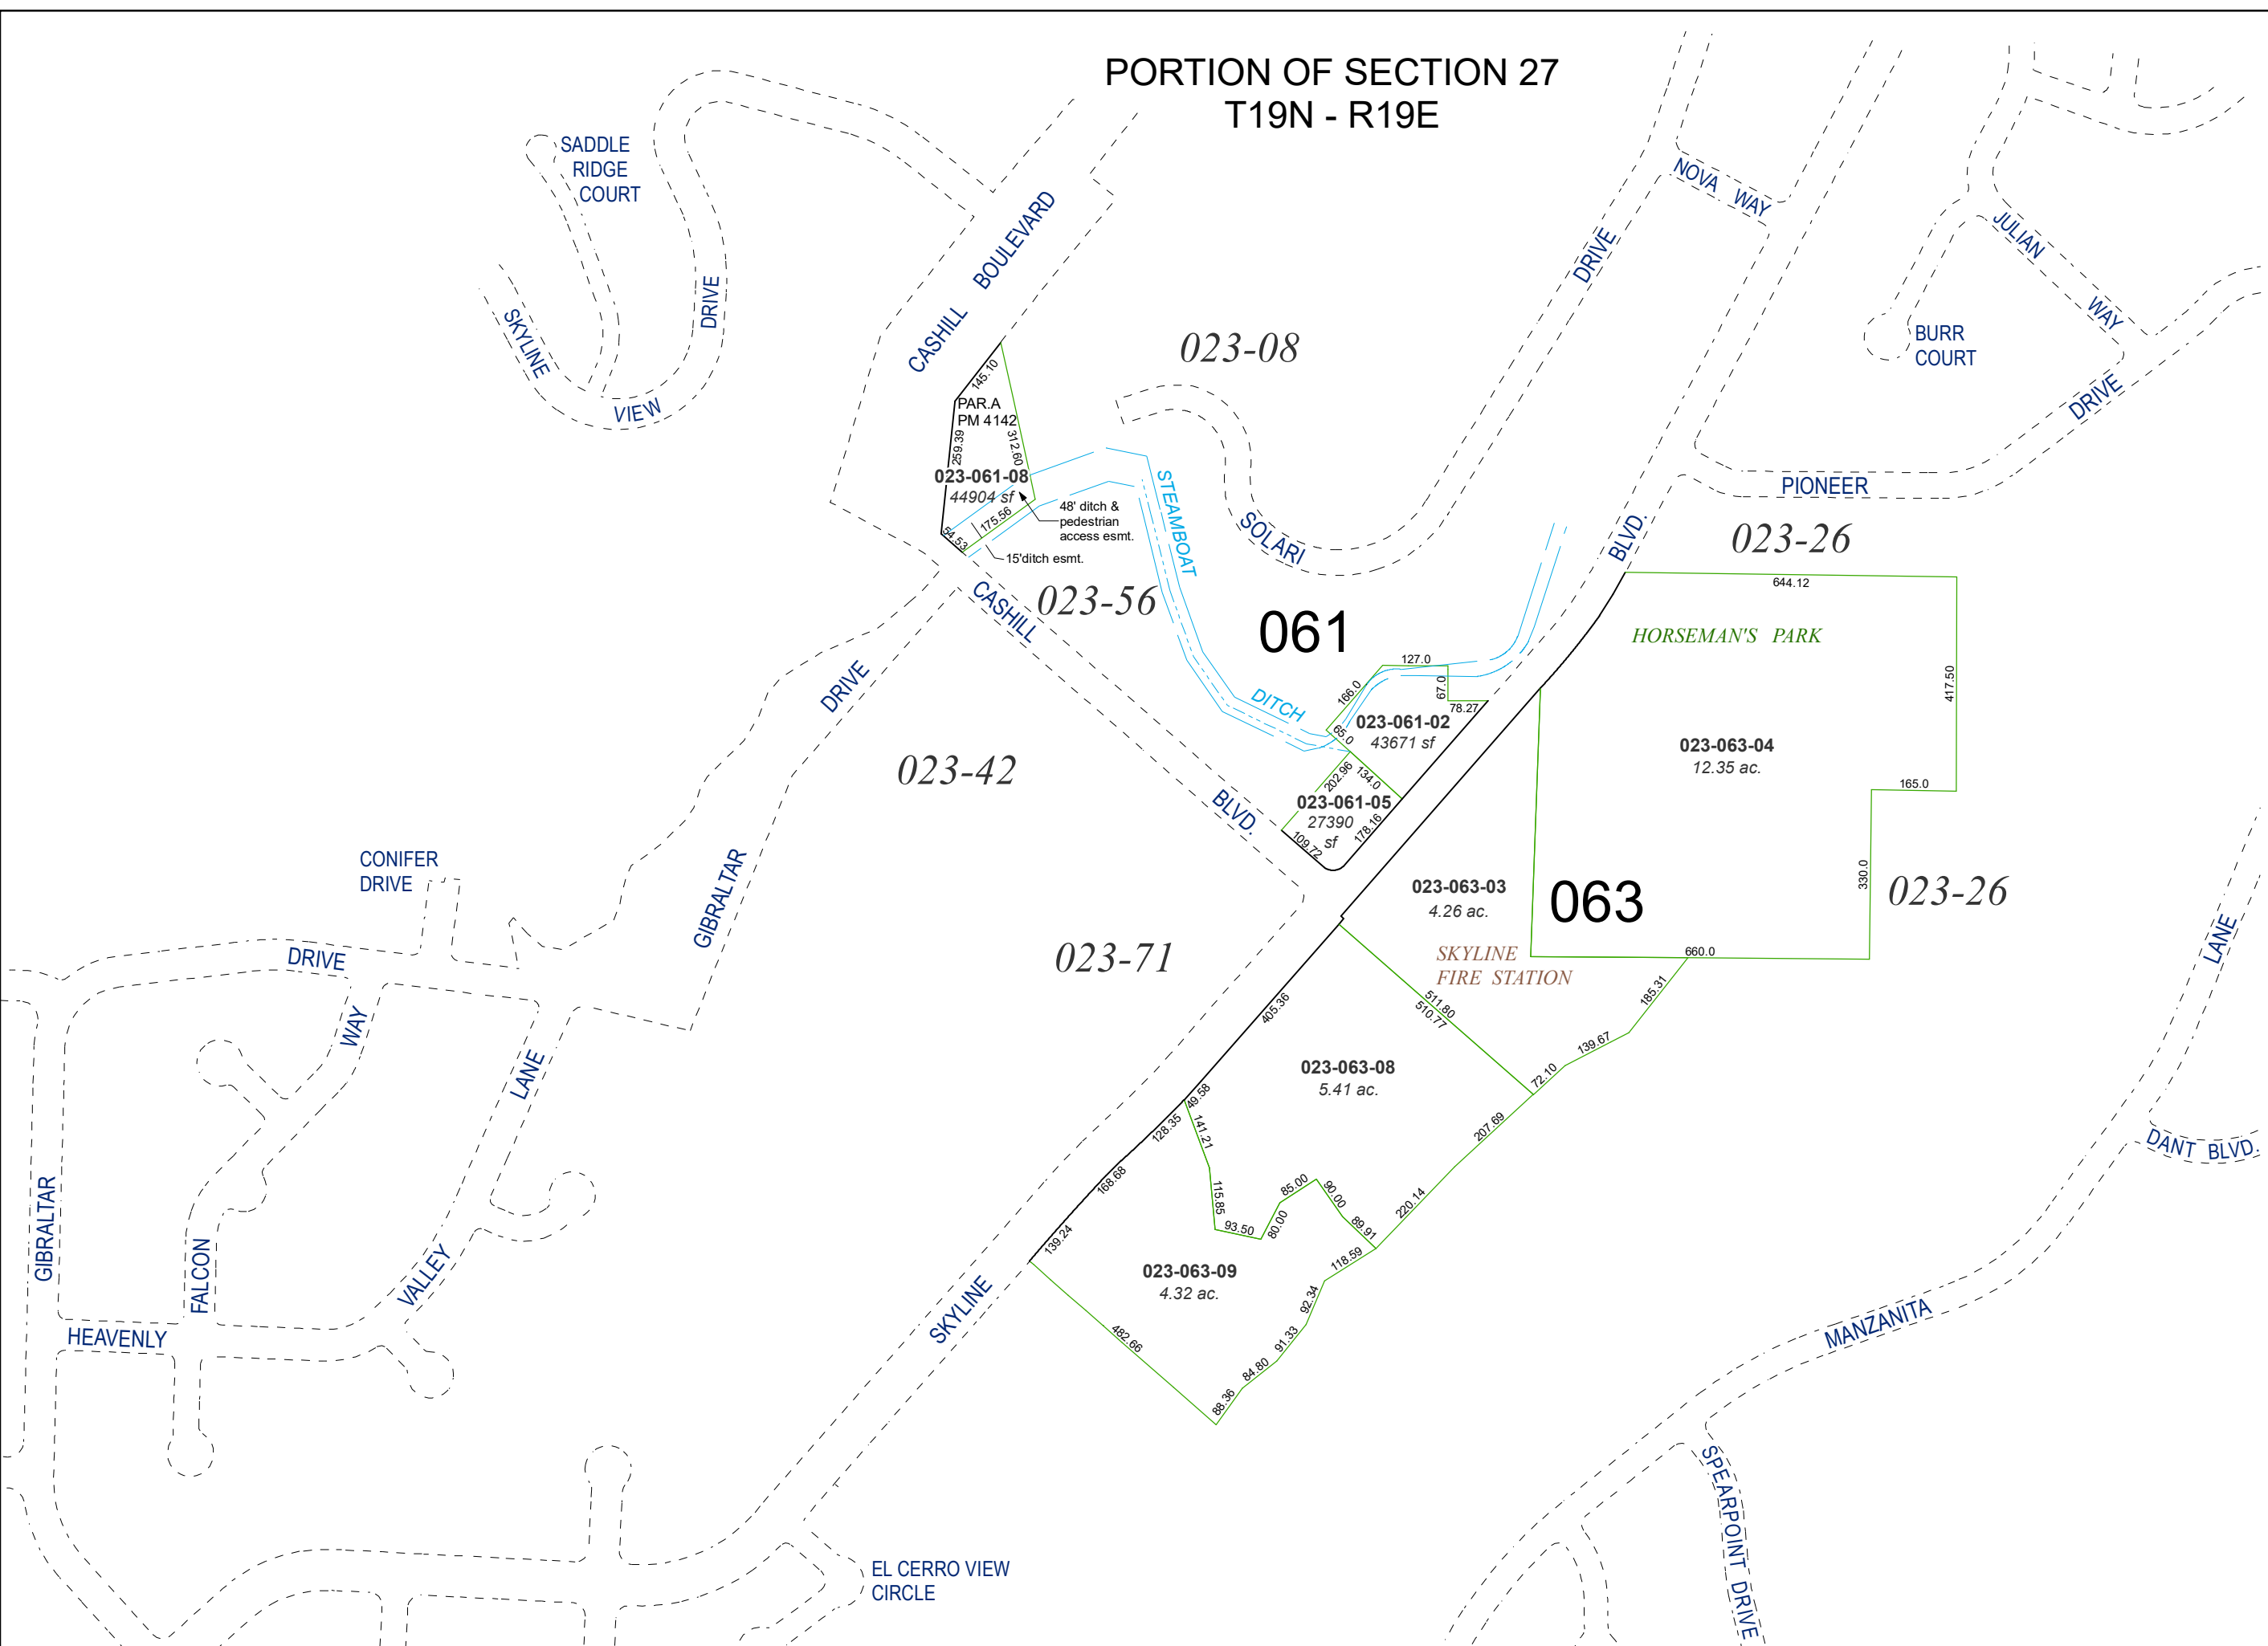 PORTION OF SECTION 27
T19N - R19E
SADDLE
RIDGE
COURT
SKYLINE
VIEW
DRIVE
CASHILL BOULEVARD
NOVA WAY
DRIVE
JULIAN
WAY
BURR
COURT
DRIVE
PIONEER
023-08
145.10
PAR.A
PM 4142
259.39
312.60
023-061-08
44904 sf
175.56
54.53
48' ditch &
pedestrian
access esmt.
15'ditch esmt.
STEAMBOAT
DITCH
SOLARI
BLVD.
023-26
644.12
HORSEMAN'S PARK
417.50
CASHILL
023-56
061
127.0
67.0
166.0
78.27
023-061-02
43671 sf
65.0
134.0
202.96
023-061-05
27390
sf
178.16
109.72
BLVD.
023-063-04
12.35 ac.
165.0
330.0
023-26
DRIVE
023-42
CONIFER
DRIVE
GIBRALTAR
023-063-03
4.26 ac.
063
SKYLINE
FIRE STATION
660.0
023-71
LANE
DRIVE
WAY
LANE
405.36
511.80
510.77
185.31
139.67
72.10
023-063-08
5.41 ac.
49.58
128.35
141.21
207.69
168.68
115.85
85.00
90.00
93.50
80.00
89.91
220.14
139.24
118.59
023-063-09
4.32 ac.
92.34
91.33
84.80
88.36
482.66
DANT BLVD.
GIBRALTAR
FALCON
VALLEY
HEAVENLY
SKYLINE
MANZANITA
SPEARPOINT DRIVE
EL CERRO VIEW
CIRCLE